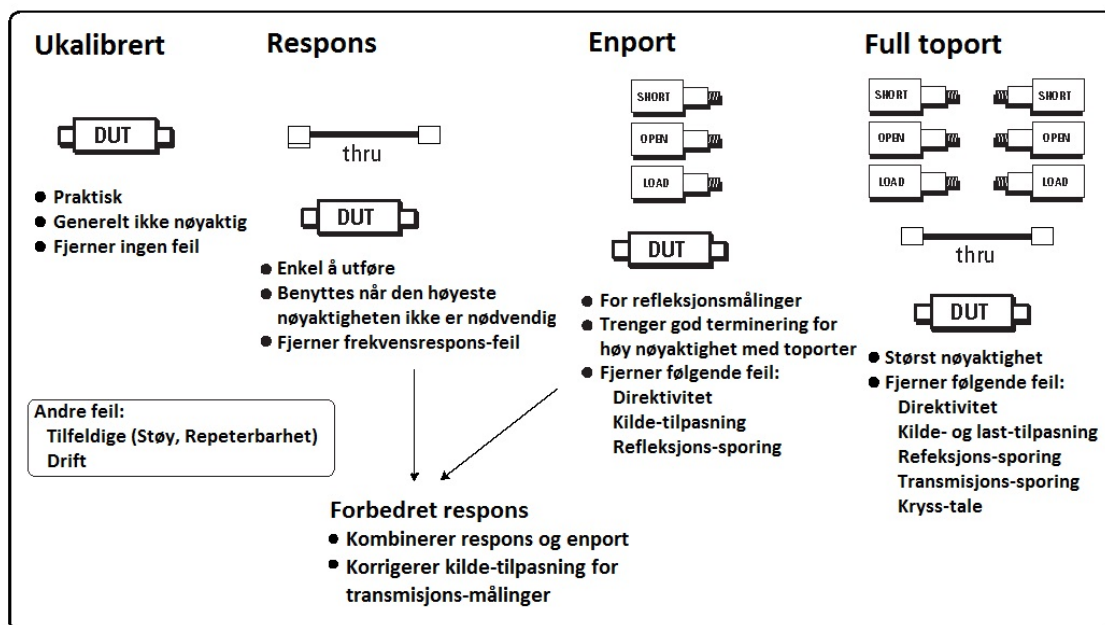 Ukalibrert
DUT
● Praktisk
● Generelt ikke nøyaktig
● Fjerner ingen feil
Respons
thru
DUT
● Enkel å utføre
● Benyttes når den høyeste
nøyaktigheten ikke er nødvendig
● Fjerner frekvensrespons-feil
Enport
SHORT
OPEN
LOAD
DUT
● For refleksjonsmålinger
● Trenger god terminering for
høy nøyaktighet med toporter
● Fjerner følgende feil:
Direktivitet
Kilde-tilpasning
Refleksjons-sporing
Full toport
SHORT SHORT
OPEN OPEN
LOAD LOAD
thru
DUT
● Størst nøyaktighet
● Fjerner følgende feil:
Direktivitet
Kilde- og last-tilpasning
Refeksjons-sporing
Transmisjons-sporing
Kryss-tale
Andre feil:
Tilfeldige (Støy, Repeterbarhet)
Drift
Forbedret respons
● Kombinerer respons og enport
● Korrigerer kilde-tilpasning for
transmisjons-målinger